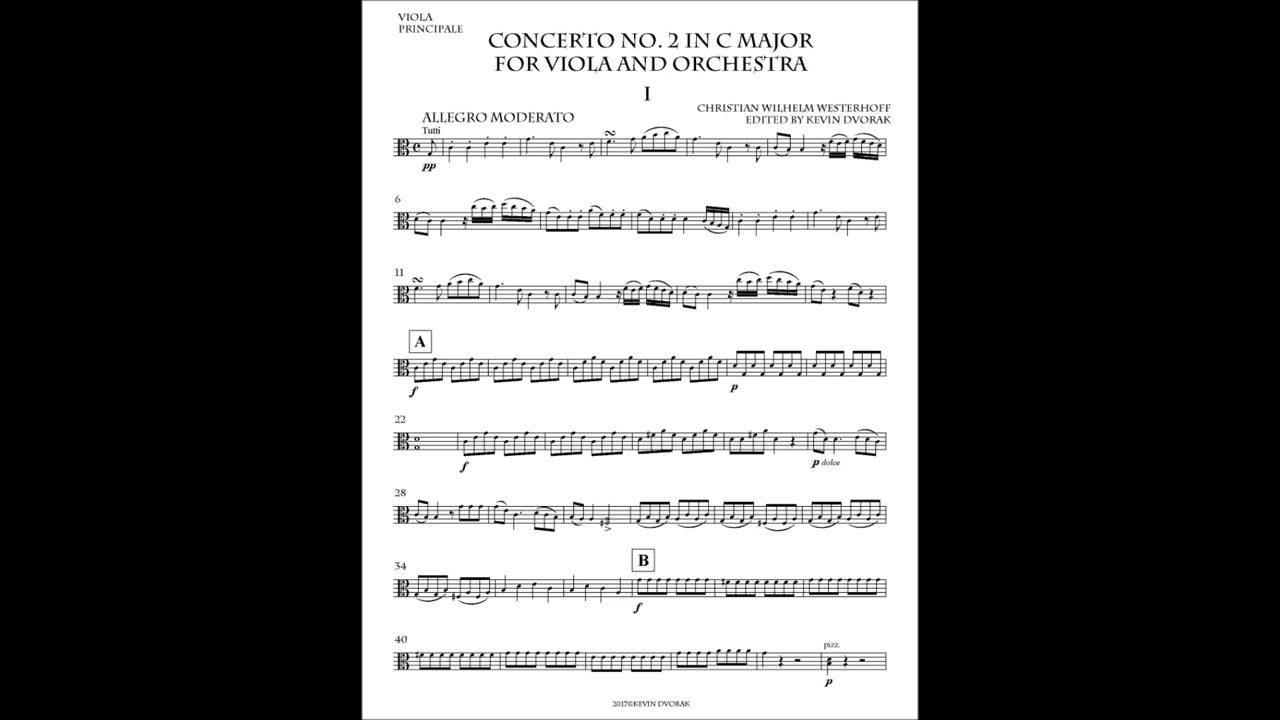 VIOLA
PRINCIPALE
CONCERTO NO. 2 IN C MAJOR
FOR VIOLA AND ORCHESTRA
I
CHRISTIAN WILHELM WESTERHOFF
ALLEGRO MODERATO
EDITED BY KEVIN DVORAK
Tutti
pp
6
11
A
f
p
22
f
p dolce
28
B
34
f
40
pizz.
p
2017©KEVIN DVORAK